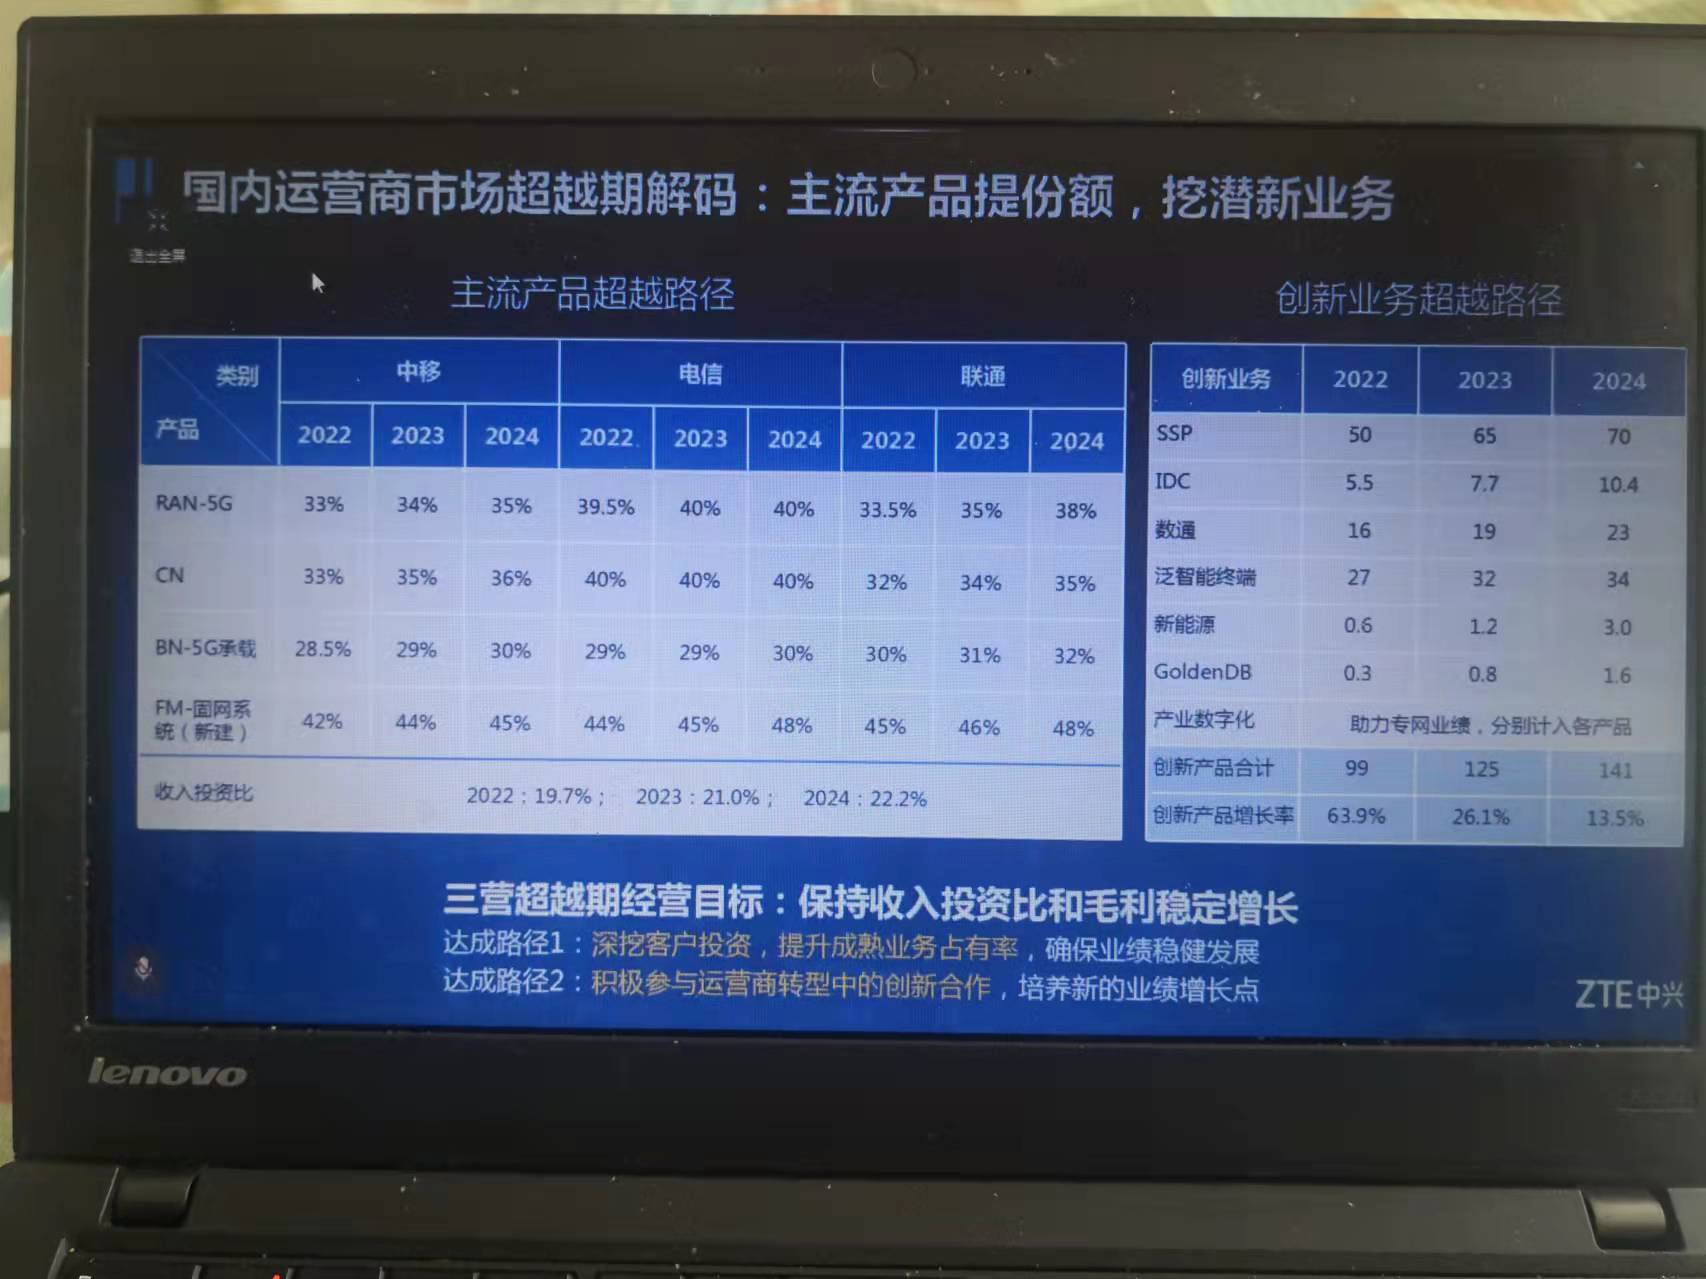 国内运营商市场超越期解码：主流产品提份额，挖潜新业务
退出全屏
主流产品超越路径
类别 中移 电信 联通
产品 2022 2023 2024 2022 2023 2024 2022 2023 2024
RAN-5G 33% 34% 35% 39.5% 40% 40% 33.5% 35% 38%
CN 33% 35% 36% 40% 40% 40% 32% 34% 35%
BN-5G承载 28.5% 29% 30% 29% 29% 30% 30% 31% 32%
FM-固网系
统（新建） 42% 44% 45% 44% 45% 48% 45% 46% 48%
收入投资比 2022：19.7%； 2023：21.0%； 2024：22.2%
创新业务超越路径
创新业务 2022 2023 2024
SSP 50 65 70
IDC 5.5 7.7 10.4
数通 16 19 23
泛智能终端 27 32 34
新能源 0.6 1.2 3.0
GoldenDB 0.3 0.8 1.6
产业数字化 助力专网业绩，分别计入各产品
创新产品合计 99 125 141
创新产品增长率 63.9% 26.1% 13.5%
三营超越期经营目标：保持收入投资比和毛利稳定增长
达成路径1：深挖客户投资，提升成熟业务占有率，确保业绩稳健发展
达成路径2：积极参与运营商转型中的创新合作，培养新的业绩增长点
ZTE中兴
lenovo